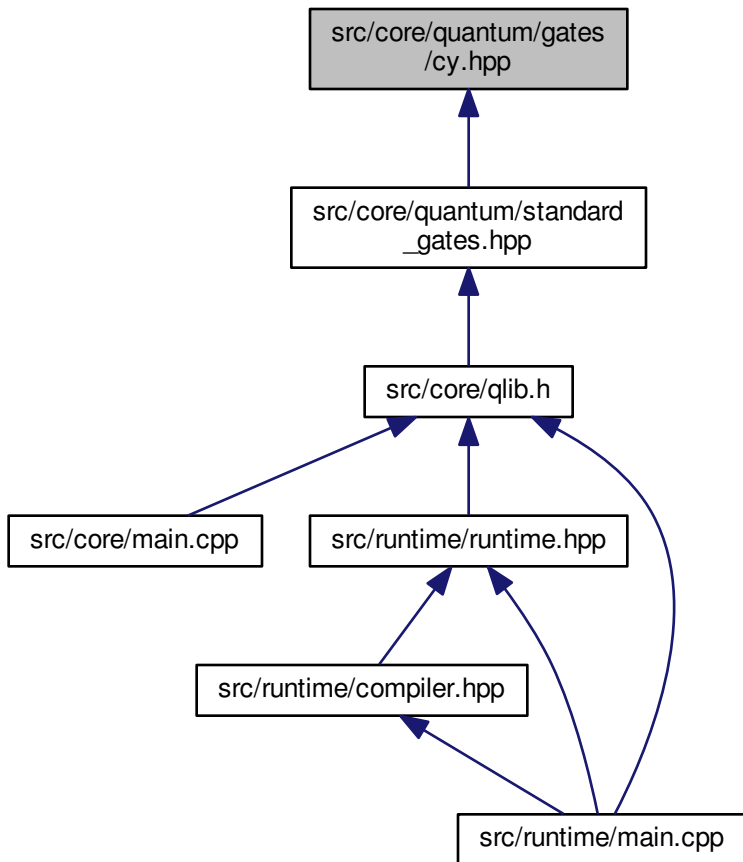 src/core/quantum/gates
/cy.hpp
src/core/quantum/standard
_gates.hpp
src/core/qlib.h
src/core/main.cpp
src/runtime/runtime.hpp
src/runtime/compiler.hpp
src/runtime/main.cpp